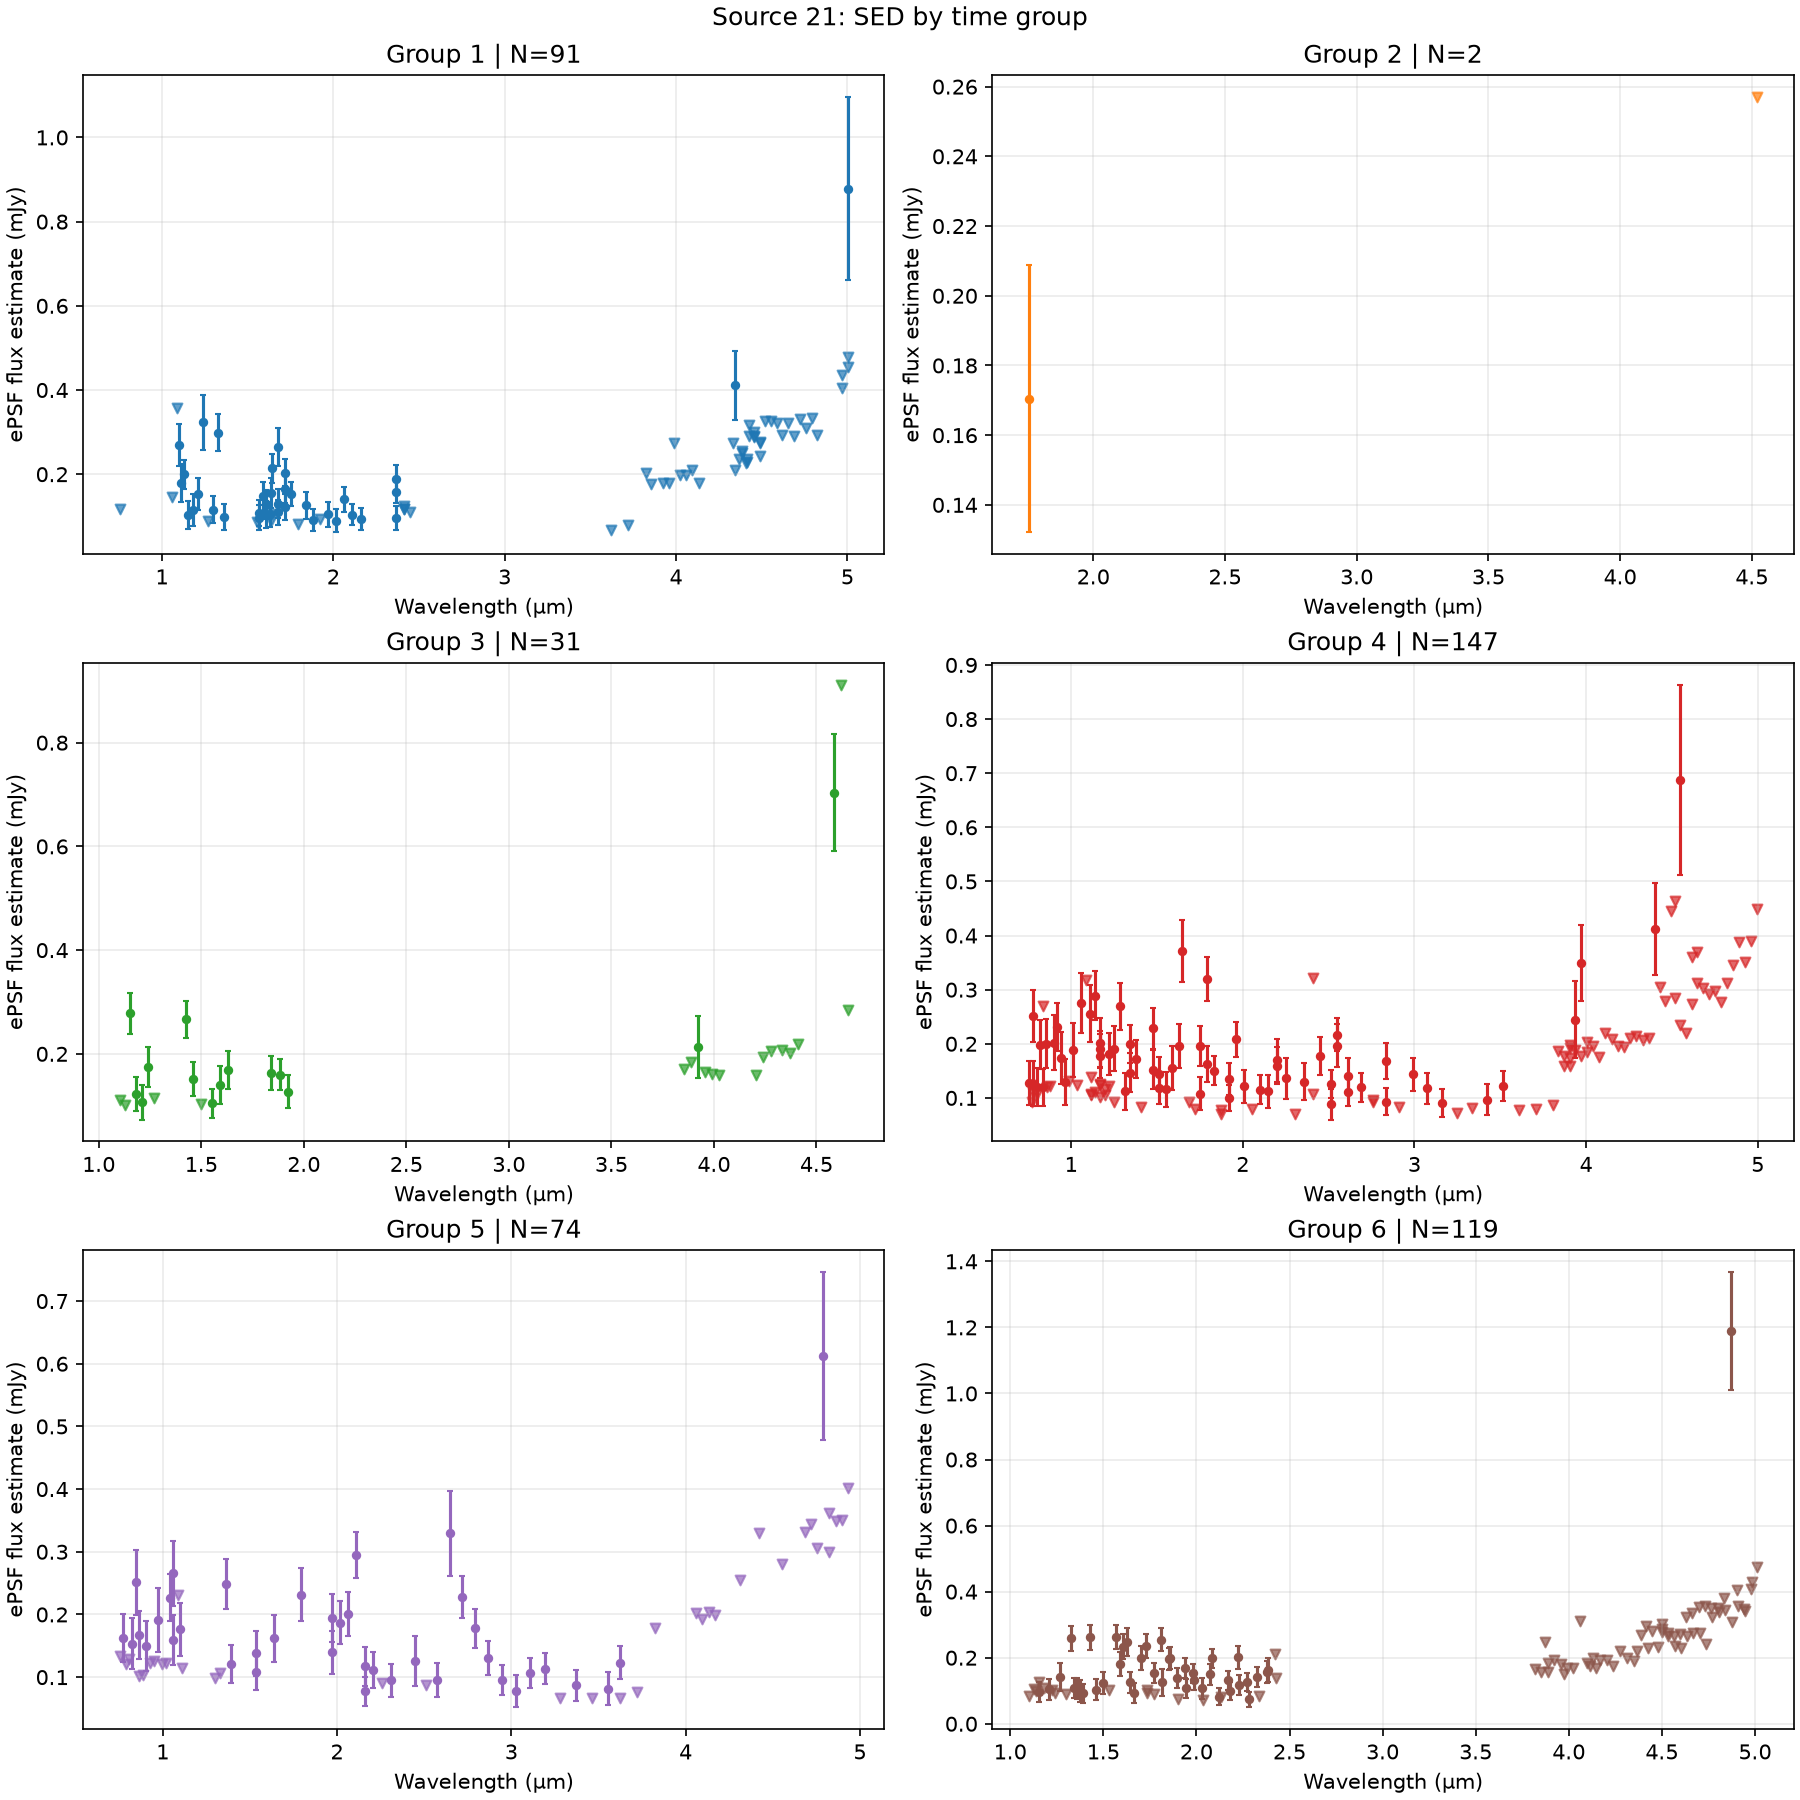 Source 21: SED by time group
Group 1 | N=91
ePSF flux estimate (mJy)
1.0
0.8
0.6
0.4
0.2
1 2 3 4 5
Wavelength (µm)
Group 2 | N=2
ePSF flux estimate (mJy)
0.26
0.24
0.22
0.20
0.18
0.16
0.14
2.0 2.5 3.0 3.5 4.0 4.5
Wavelength (µm)
Group 3 | N=31
ePSF flux estimate (mJy)
0.8
0.6
0.4
0.2
1.0 1.5 2.0 2.5 3.0 3.5 4.0 4.5
Wavelength (µm)
Group 4 | N=147
ePSF flux estimate (mJy)
0.9
0.8
0.7
0.6
0.5
0.4
0.3
0.2
0.1
1 2 3 4 5
Wavelength (µm)
Group 5 | N=74
ePSF flux estimate (mJy)
0.7
0.6
0.5
0.4
0.3
0.2
0.1
1 2 3 4 5
Wavelength (µm)
Group 6 | N=119
ePSF flux estimate (mJy)
1.4
1.2
1.0
0.8
0.6
0.4
0.2
0.0
1.0 1.5 2.0 2.5 3.0 3.5 4.0 4.5 5.0
Wavelength (µm)